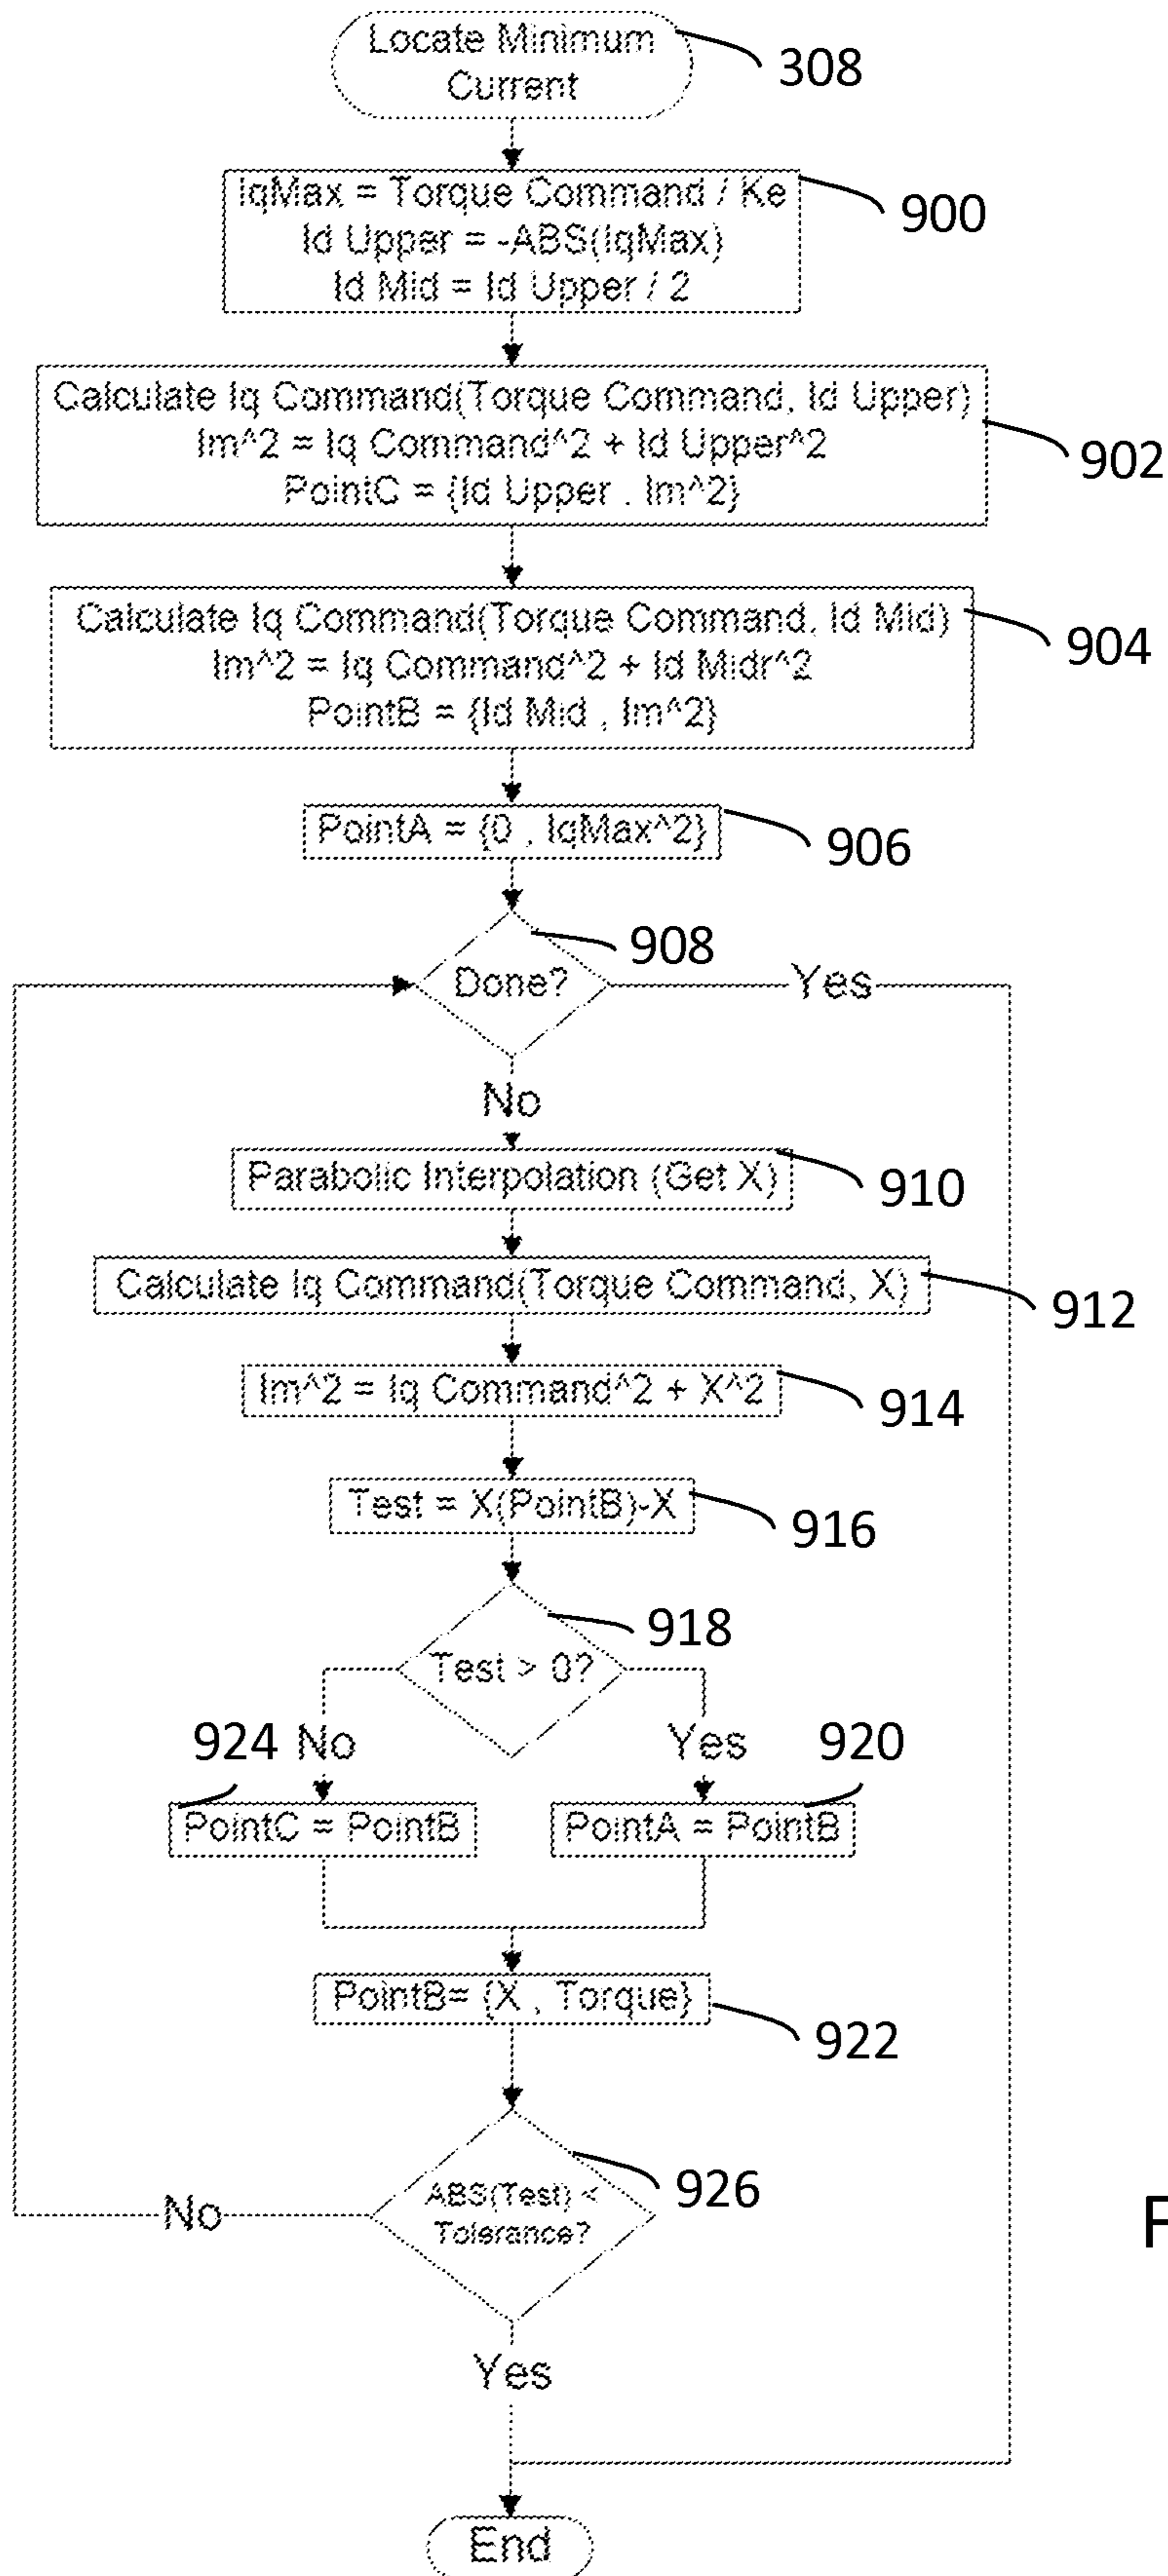 Locate Minimum
Current
308
IqMax = Torque Command / Ke
Id Upper = -ABS(IqMax)
Id Mid = Id Upper / 2
900
Calculate Iq Command(Torque Command, Id Upper)
Im^2 = Iq Command^2 + Id Upper^2
PointC = {Id Upper , Im^2}
902
Calculate Iq Command(Torque Command, Id Mid)
Im^2 = Iq Command^2 + Id Midr^2
PointB = {Id Mid , Im^2}
904
PointA = {0 , IqMax^2}
906
908
Done?
Yes
No
Parabolic Interpolation (Get X)
910
Calculate Iq Command(Torque Command, X)
912
Im^2 = Iq Command^2 + X^2
914
Test = X(PointB)-X
916
918
Test > 0?
924 No
Yes 920
PointC = PointB
PointA = PointB
PointB= {X , Torque}
922
ABS(Test) <
Tolerance?
926
No
F
Yes
End